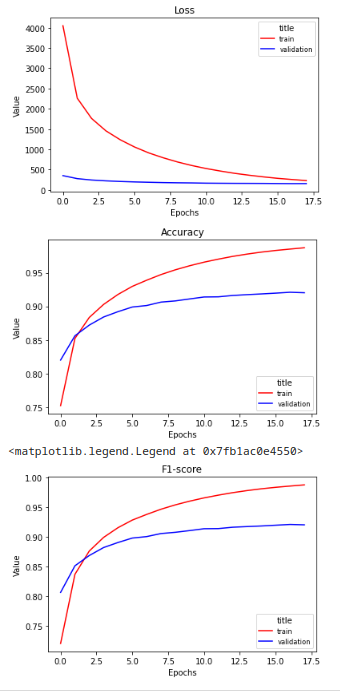 Loss
title
train
validation
4000
3500
3000
2500
2000
1500
1000
500
0
Value
0.0 2.5 5.0 7.5 10.0 12.5 15.0 17.5
Epochs
Accuracy
0.95
0.90
0.85
0.80
0.75
Value
title
train
validation
0.0 2.5 5.0 7.5 10.0 12.5 15.0 17.5
Epochs
<matplotlib.legend.Legend at 0x7fb1ac0e4550>
F1-score
1.00
0.95
0.90
0.85
0.80
0.75
Value
title
train
validation
0.0 2.5 5.0 7.5 10.0 12.5 15.0 17.5
Epochs